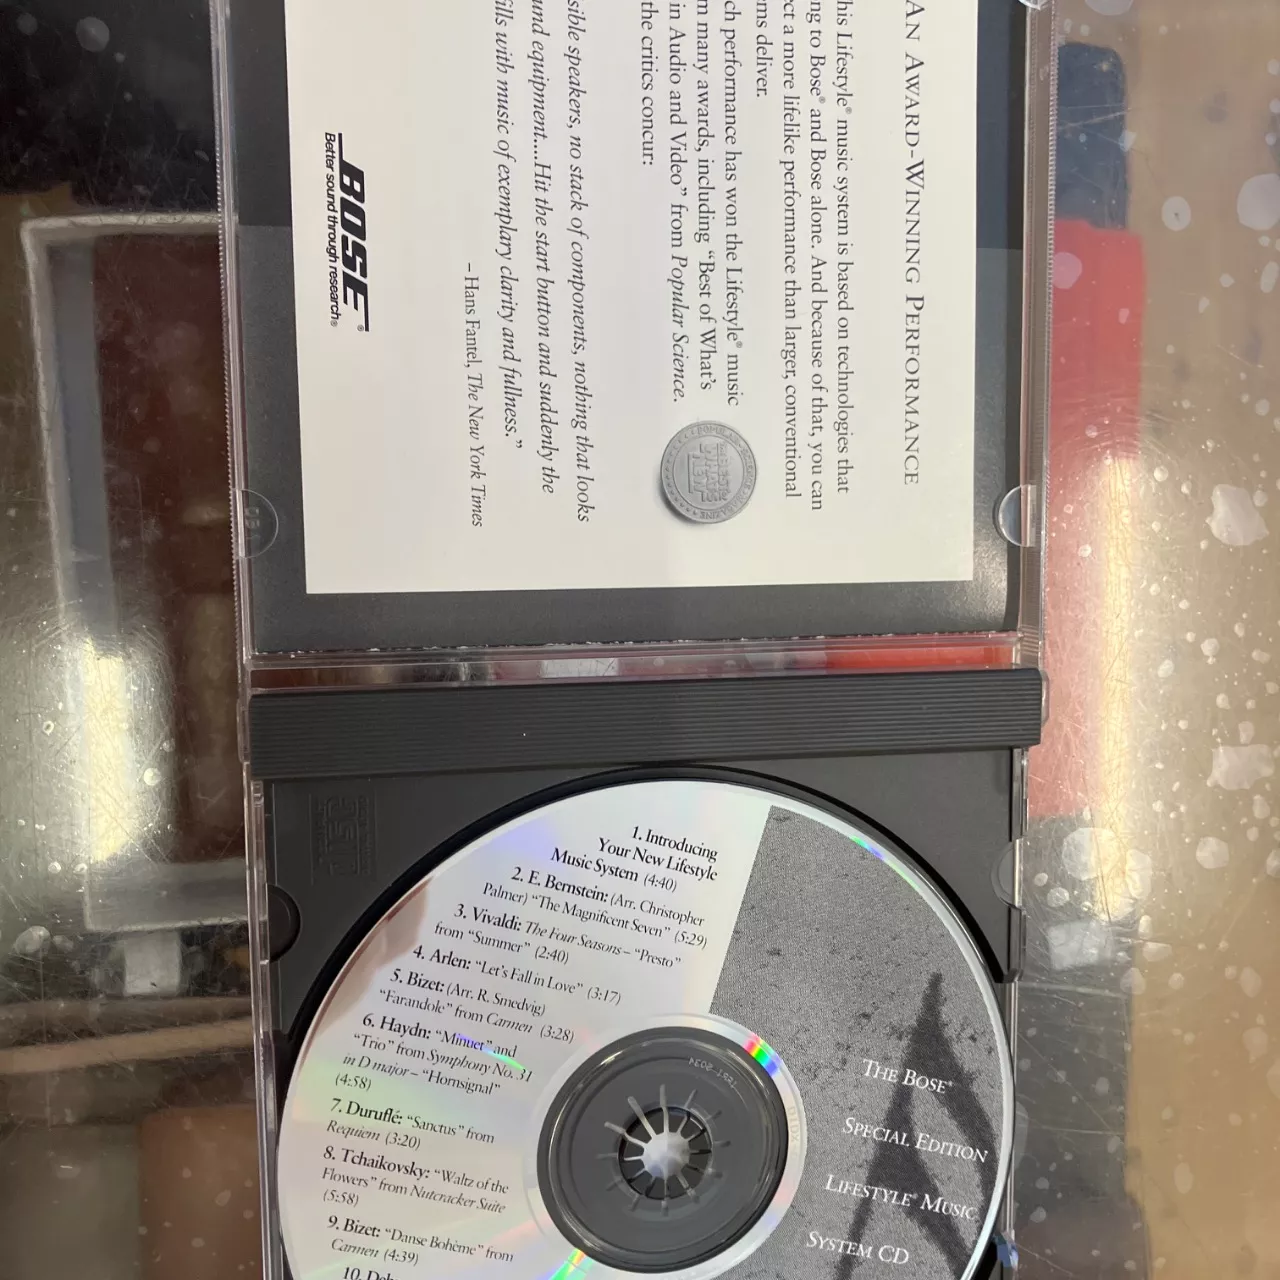 AN AWARD-WINNING PERFORMANCE
his Lifestyle® music system is based on technologies that
ng to Bose® and Bose alone. And because of that, you can
ct a more lifelike performance than larger, conventional
ems deliver.
ch performance has won the Lifestyle® music
m many awards, including “Best of What’s
in Audio and Video” from Popular Science.
the critics concur:
sible speakers, no stack of components, nothing that looks
und equipment....Hit the start button and suddenly the
fills with music of exemplary clarity and fullness.”
– Hans Fantel, The New York Times
BOSE®
Better sound through research®
1. Introducing
Your New Lifestyle
Music System (4:40)
2. E. Bernstein: (Arr. Christopher
Palmer) “The Magnificent Seven” (5:29)
3. Vivaldi: The Four Seasons – “Presto”
from “Summer” (2:40)
4. Arlen: “Let’s Fall in Love” (3:17)
5. Bizet: (Arr. R. Smedvig)
“Farandole” from Carmen (3:28)
6. Haydn: “Minuet” and
“Trio” from Symphony No. 31
in D major – “Hornsignal”
(4:58)
7. Duruflé: “Sanctus” from
Requiem (3:20)
8. Tchaikovsky: “Waltz of the
Flowers” from Nutcracker Suite
(5:58)
9. Bizet: “Danse Bohème” from
Carmen (4:39)
10.
THE BOSE®
SPECIAL EDITION
LIFESTYLE® MUSIC
SYSTEM CD